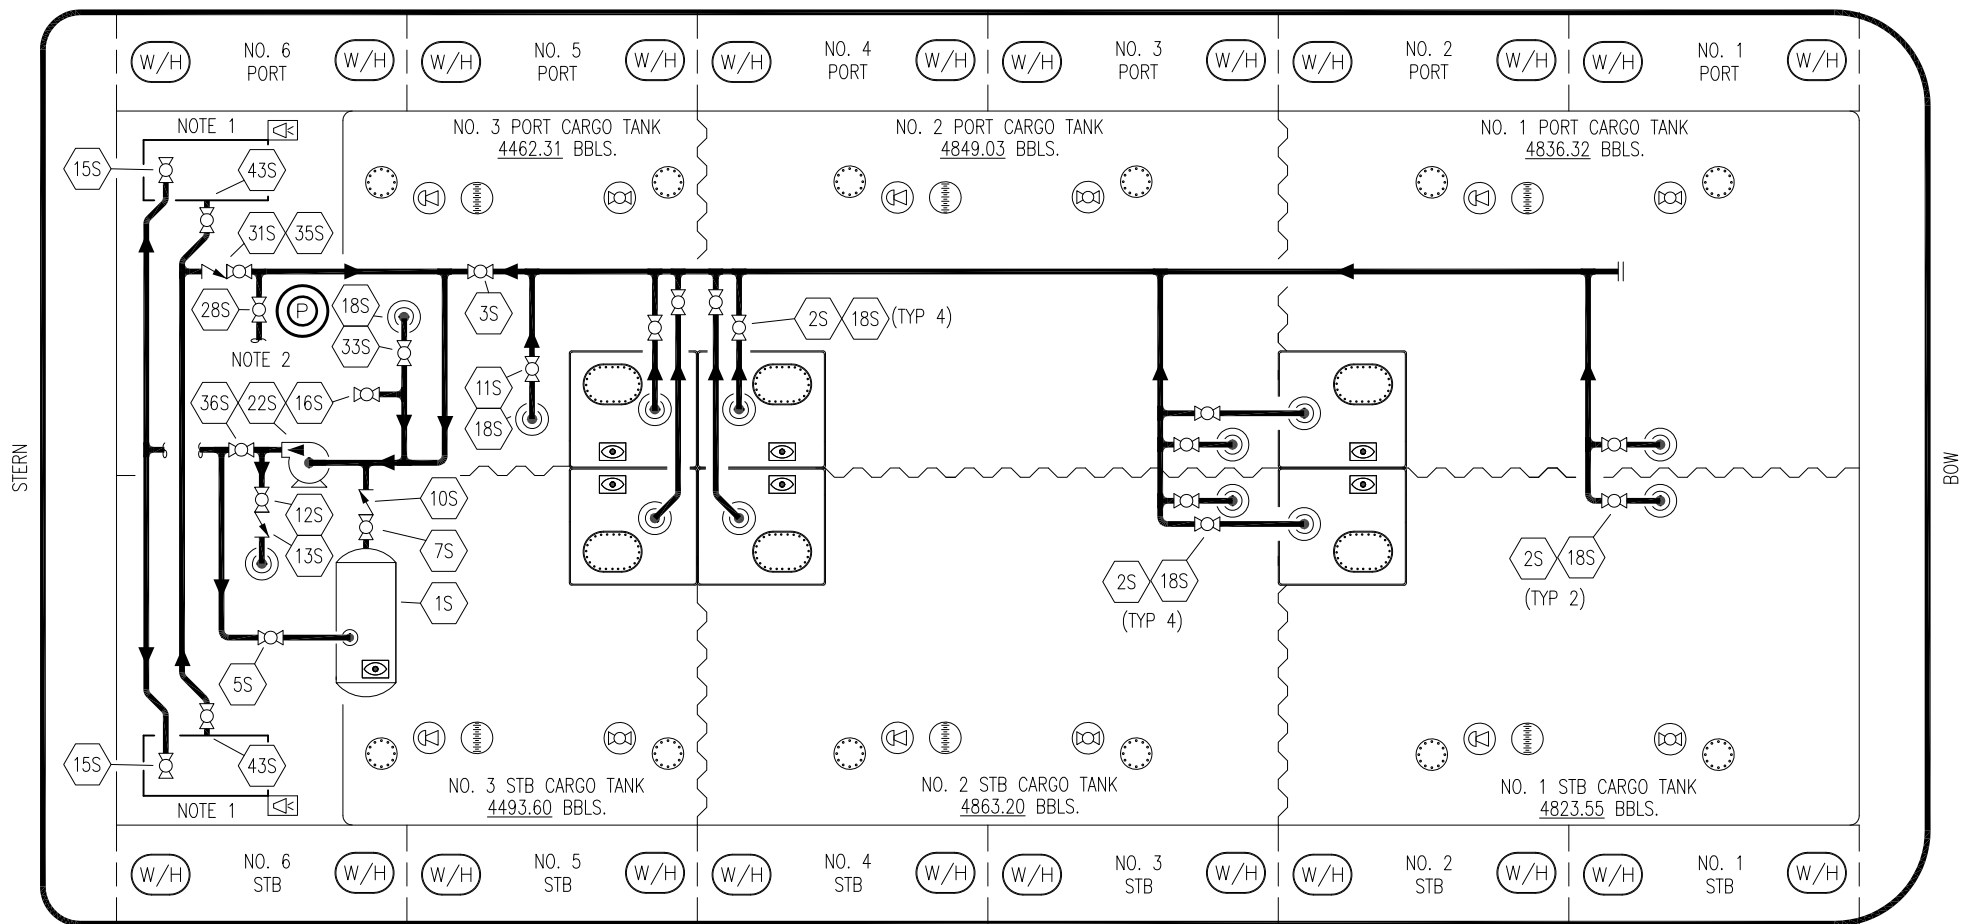 W/H NO. 6 W/H W/H NO. 5 W/H W/H NO. 4 W/H W/H NO. 3 W/H W/H NO. 2 W/H W/H NO. 1 W/H
PORT PORT PORT PORT PORT PORT
NOTE 1
NO. 3 PORT CARGO TANK
4462.31 BBLS.
NO. 2 PORT CARGO TANK
4849.03 BBLS.
NO. 1 PORT CARGO TANK
4836.32 BBLS.
15S
43S
31S 35S
28S
P
18S
33S
3S
2S 18S (TYP 4)
NOTE 2
36S 22S 16S
11S
18S
STERN
BOW
10S
12S
13S
7S
1S
2S 18S
(TYP 4)
2S 18S
(TYP 2)
5S
15S
43S
NOTE 1
NO. 3 STB CARGO TANK
4493.60 BBLS.
NO. 2 STB CARGO TANK
4863.20 BBLS.
NO. 1 STB CARGO TANK
4823.55 BBLS.
W/H NO. 6 W/H W/H NO. 5 W/H W/H NO. 4 W/H W/H NO. 3 W/H W/H NO. 2 W/H W/H NO. 1 W/H
STB STB STB STB STB STB